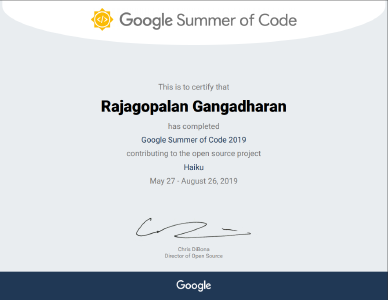 Google Summer of Code
This is to certify that
Rajagopalan Gangadharan
has completed
Google Summer of Code 2019
contributing to the open source project
Haiku
May 27 - August 26, 2019
Chris DiBona
Director of Open Source
Google